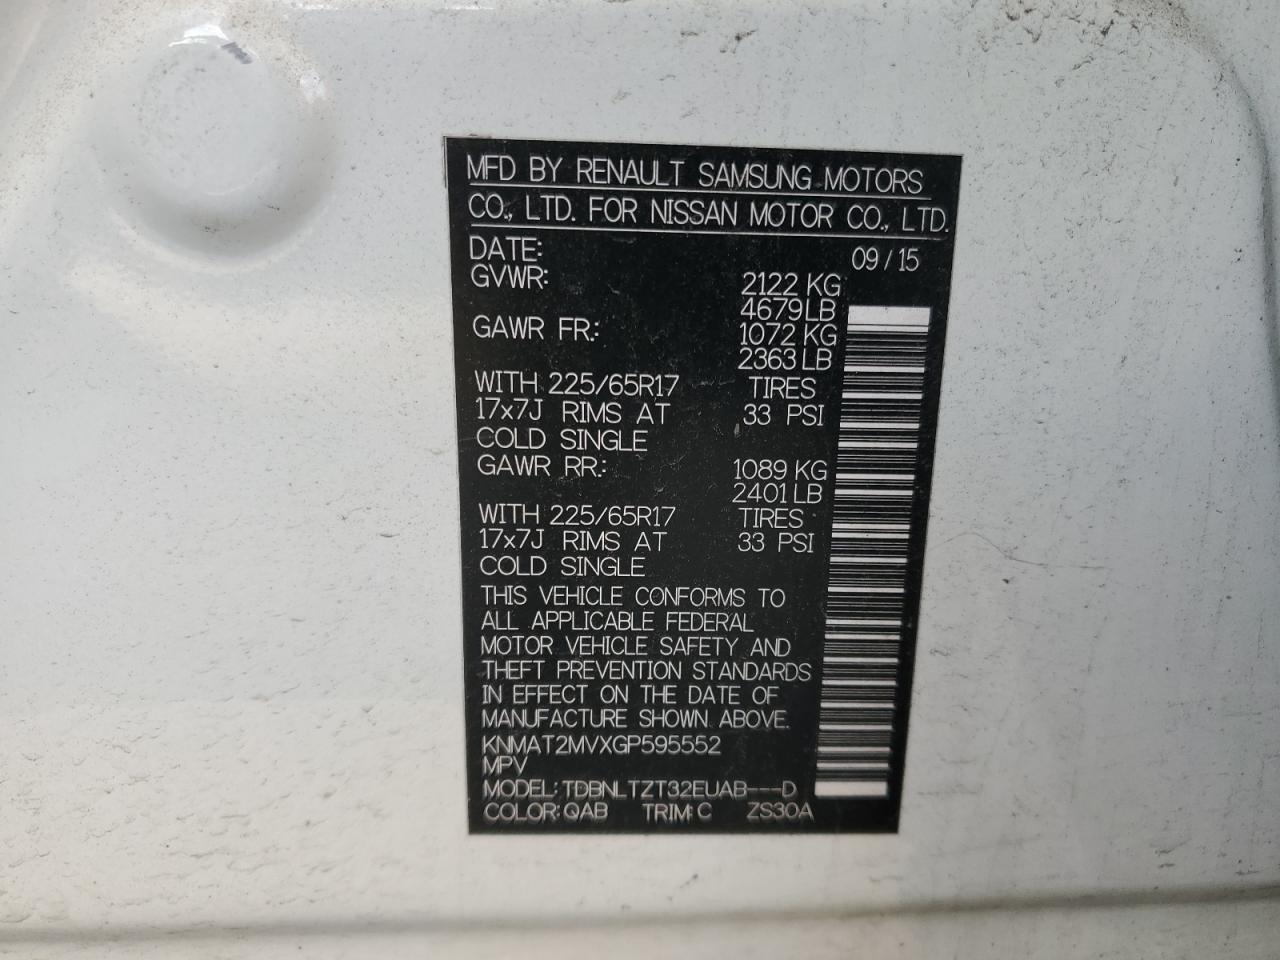 MFD BY RENAULT SAMSUNG MOTORS
CO., LTD. FOR NISSAN MOTOR CO., LTD.
DATE: 09 / 15
GVWR: 2122 KG
4679 LB
GAWR FR.: 1072 KG
2363 LB
WITH 225/65R17 TIRES
17x7J RIMS AT 33 PSI
COLD SINGLE
GAWR RR.: 1089 KG
2401 LB
WITH 225/65R17 TIRES
17x7J RIMS AT 33 PSI
COLD SINGLE
THIS VEHICLE CONFORMS TO
ALL APPLICABLE FEDERAL
MOTOR VEHICLE SAFETY AND
THEFT PREVENTION STANDARDS
IN EFFECT ON THE DATE OF
MANUFACTURE SHOWN ABOVE.
KNMAT2MVXGP595552
MPV
MODEL: TDBNLTZT32EUAB---D
COLOR: QAB TRIM: C ZS30A